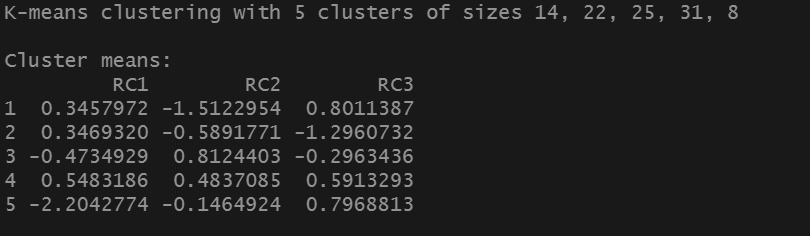 K-means clustering with 5 clusters of sizes 14, 22, 25, 31, 8
Cluster means:
RC1 RC2 RC3
1 0.3457972 -1.5122954 0.8011387
2 0.3469320 -0.5891771 -1.2960732
3 -0.4734929 0.8124403 -0.2963436
4 0.5483186 0.4837085 0.5913293
5 -2.2042774 -0.1464924 0.7968813